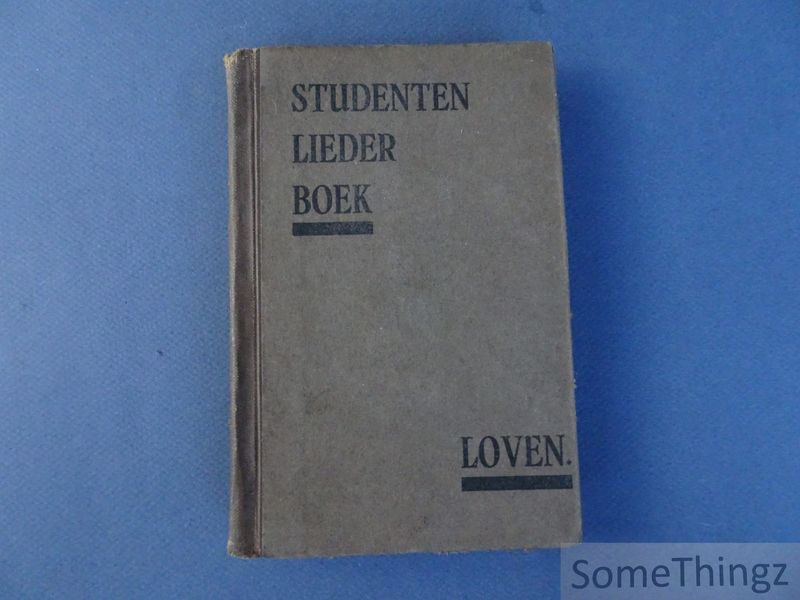 STUDENTEN
LIEDER
BOEK
LOVEN.
SomeThingz